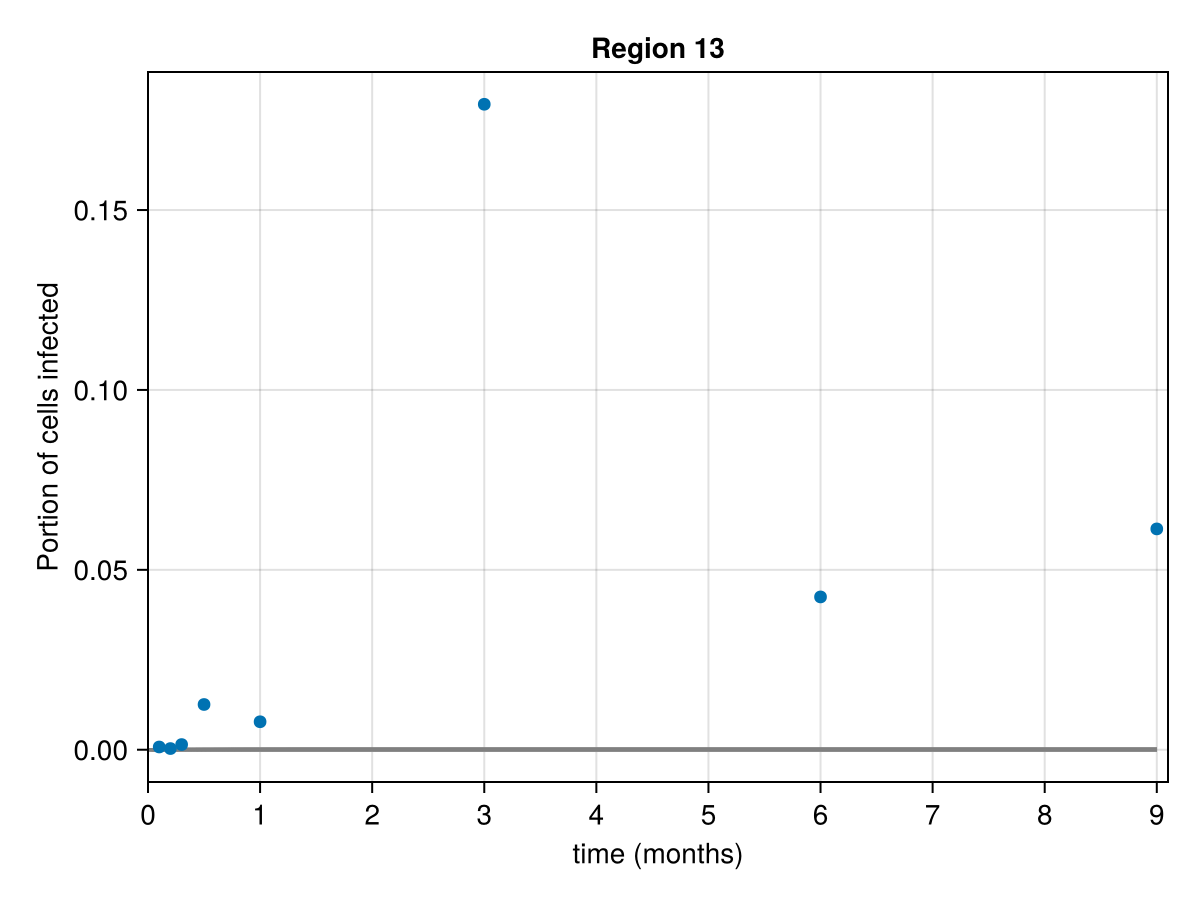 Region 13
Portion of cells infected
0.15
0.10
0.05
0.00
0 1 2 3 4 5 6 7 8 9
time (months)